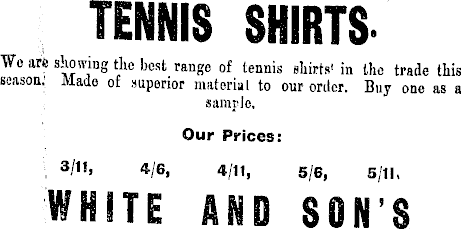 TENNIS SHIRTS.
We are showing the best range of tennis shirts' in the trade this
season. Made of superior material to our order. Buy one as a
sample.
Our Prices:
3/11, 4/6, 4/11, 5/6, 5/11.
WHITE AND SON'S